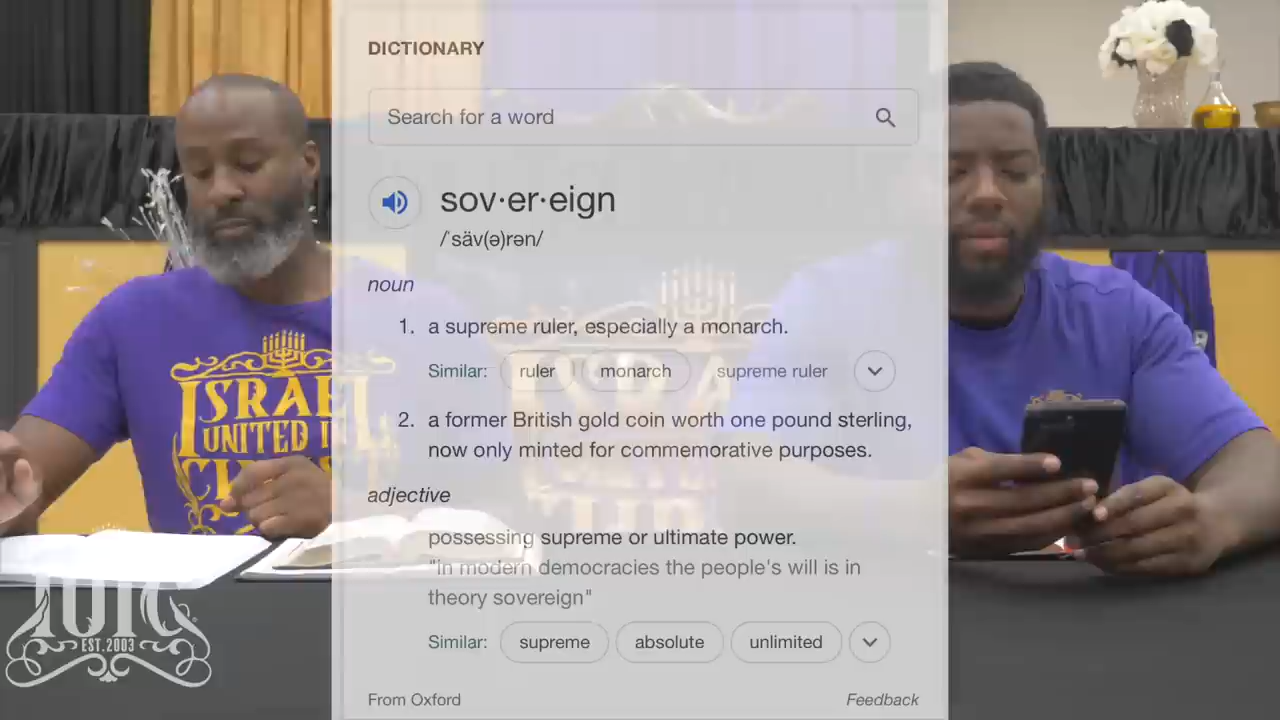 DICTIONARY
Search for a word
sov·er·eign
/ˈsäv(ə)rən/
noun
1. a supreme ruler, especially a monarch.
Similar: ruler monarch supreme ruler
2. a former British gold coin worth one pound sterling,
now only minted for commemorative purposes.
adjective
possessing supreme or ultimate power.
"in modern democracies the people's will is in
theory sovereign"
Similar: supreme absolute unlimited
From Oxford Feedback
ISRAEL
UNITED I
CHRIST
IUIC
EST.2003